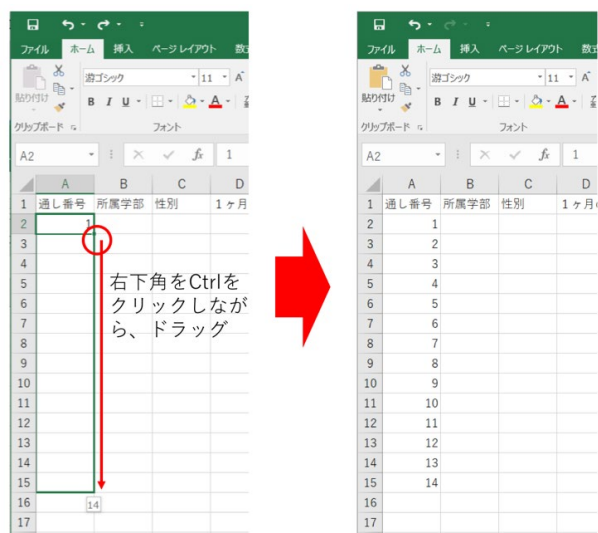 ファイル ホーム 挿入 ページ レイアウト
貼り付け
游ゴシック 11 A
B I U A
クリップボード フォント
A2 fx 1
A B C D
1 通し番号 所属学部 性別 1ヶ月
2 1
3
4
5
6
7
8
9
10
11
12
13
14
15
16
17
14
右下角をCtrlを
クリックしなが
ら、ドラッグ
ファイル ホーム 挿入 ページ レイアウト
貼り付け
游ゴシック 11 A
B I U A
クリップボード フォント
A2 fx 1
A B C D
1 通し番号 所属学部 性別 1ヶ月
2 1
3 2
4 3
5 4
6 5
7 6
8 7
9 8
10 9
11 10
12 11
13 12
14 13
15 14
16
17